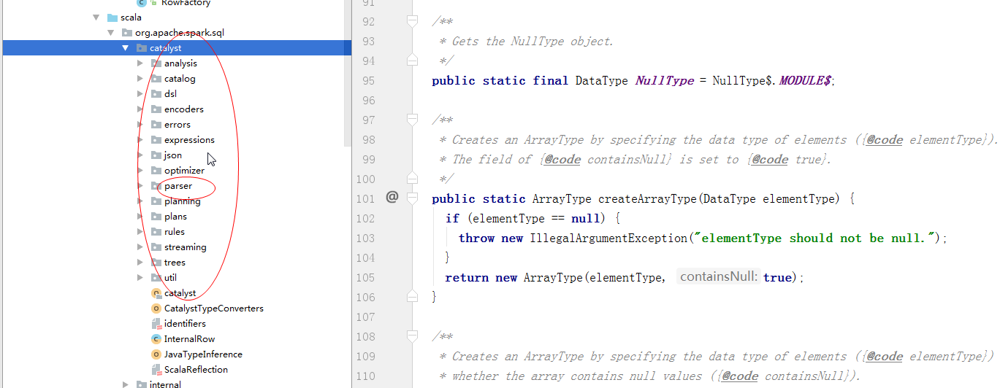 RowFactory
scala
org.apache.spark.sql
catalyst
analysis
catalog
dsl
encoders
errors
expressions
json
optimizer
parser
planning
plans
rules
streaming
trees
util
catalyst
CatalystTypeConverters
identifiers
InternalRow
JavaTypeInference
ScalaReflection
internal
91
92 /**
93 * Gets the NullType object.
94 */
95 public static final DataType NullType = NullType$.MODULE$;
96
97 /**
98 * Creates an ArrayType by specifying the data type of elements ({@code elementType}).
99 * The field of {@code containsNull} is set to {@code true}.
100 */
101 @ public static ArrayType createArrayType(DataType elementType) {
102 if (elementType == null) {
103 throw new IllegalArgumentException("elementType should not be null.");
104 }
105 return new ArrayType(elementType, containsNull: true);
106 }
107
108 /**
109 * Creates an ArrayType by specifying the data type of elements ({@code elementType})
110 * whether the array contains null values ({@code containsNull}).